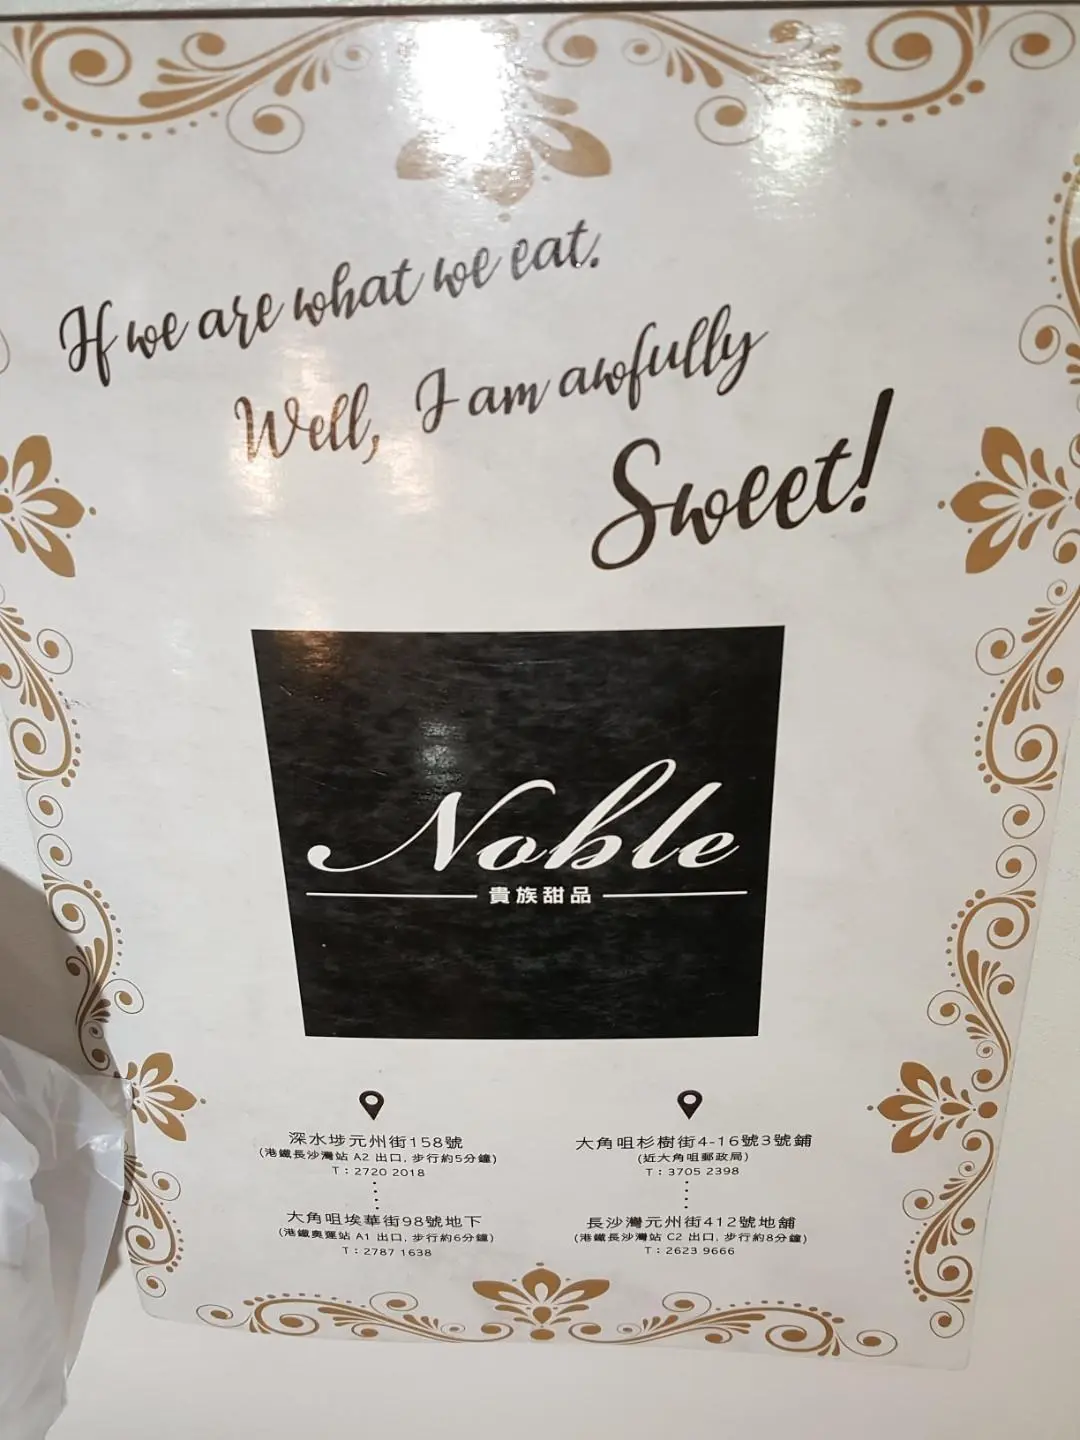 If we are what we eat.
Well, I am awfully
Sweet!
Noble
貴族甜品
深水埗元州街158號
(港鐵長沙灣站 A2 出口, 步行約5分鐘)
T : 2720 2018
大角咀埃華街98號地下
(港鐵奧運站 A1 出口, 步行約6分鐘)
T : 2787 1638
大角咀杉樹街4-16號3號鋪
(近大角咀郵政局)
T : 3705 2398
長沙灣元州街412號地舖
(港鐵長沙灣站 C2 出口, 步行約8分鐘)
T : 2623 9666